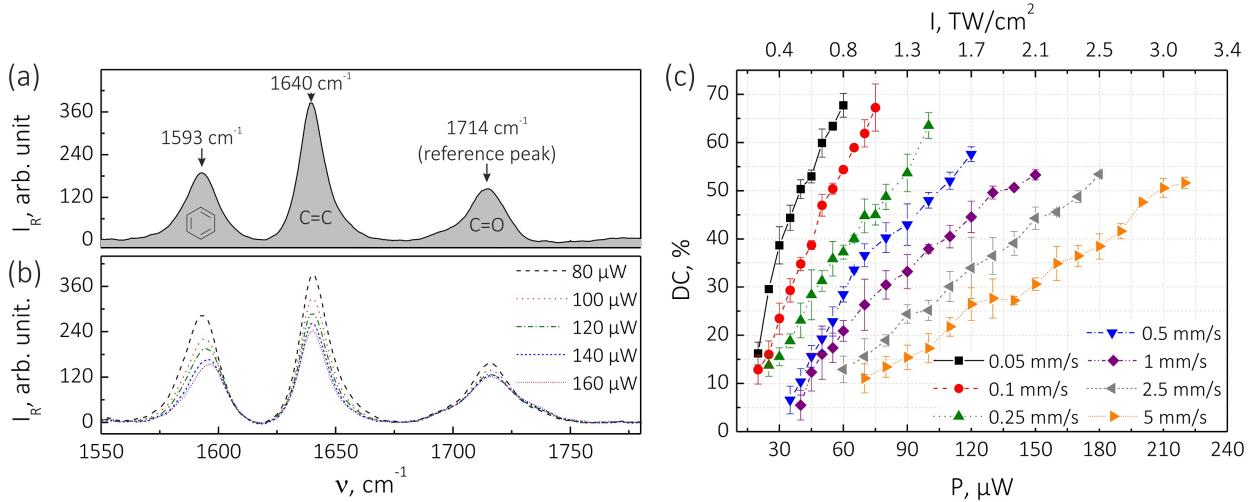 (a)
I_R, arb. unit
360
240
120
0
1593 cm⁻¹
1640 cm⁻¹
1714 cm⁻¹
(reference peak)
C=C
C=O
(b)
I_R, arb. unit.
360
240
120
0
80 μW
100 μW
120 μW
140 μW
160 μW
1550 1600 1650 1700 1750
ν, cm⁻¹
(c)
I, TW/cm²
0.4 0.8 1.3 1.7 2.1 2.5 3.0 3.4
DC, %
70
60
50
40
30
20
10
0
0.5 mm/s
0.05 mm/s
1 mm/s
0.1 mm/s
2.5 mm/s
0.25 mm/s
5 mm/s
30 60 90 120 150 180 210 240
P, μW